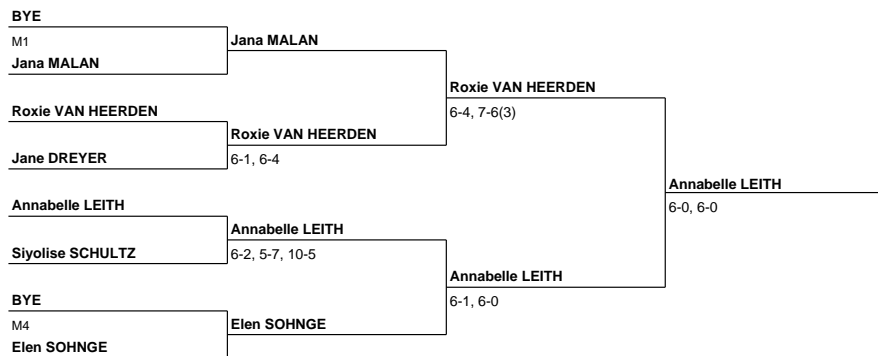 BYE
M1
Jana MALAN
Jana MALAN
Roxie VAN HEERDEN
6-4, 7-6(3)
Roxie VAN HEERDEN
Roxie VAN HEERDEN
6-1, 6-4
Jane DREYER
Annabelle LEITH
6-0, 6-0
Annabelle LEITH
Annabelle LEITH
6-2, 5-7, 10-5
Siyolise SCHULTZ
Annabelle LEITH
6-1, 6-0
BYE
M4
Elen SOHNGE
Elen SOHNGE